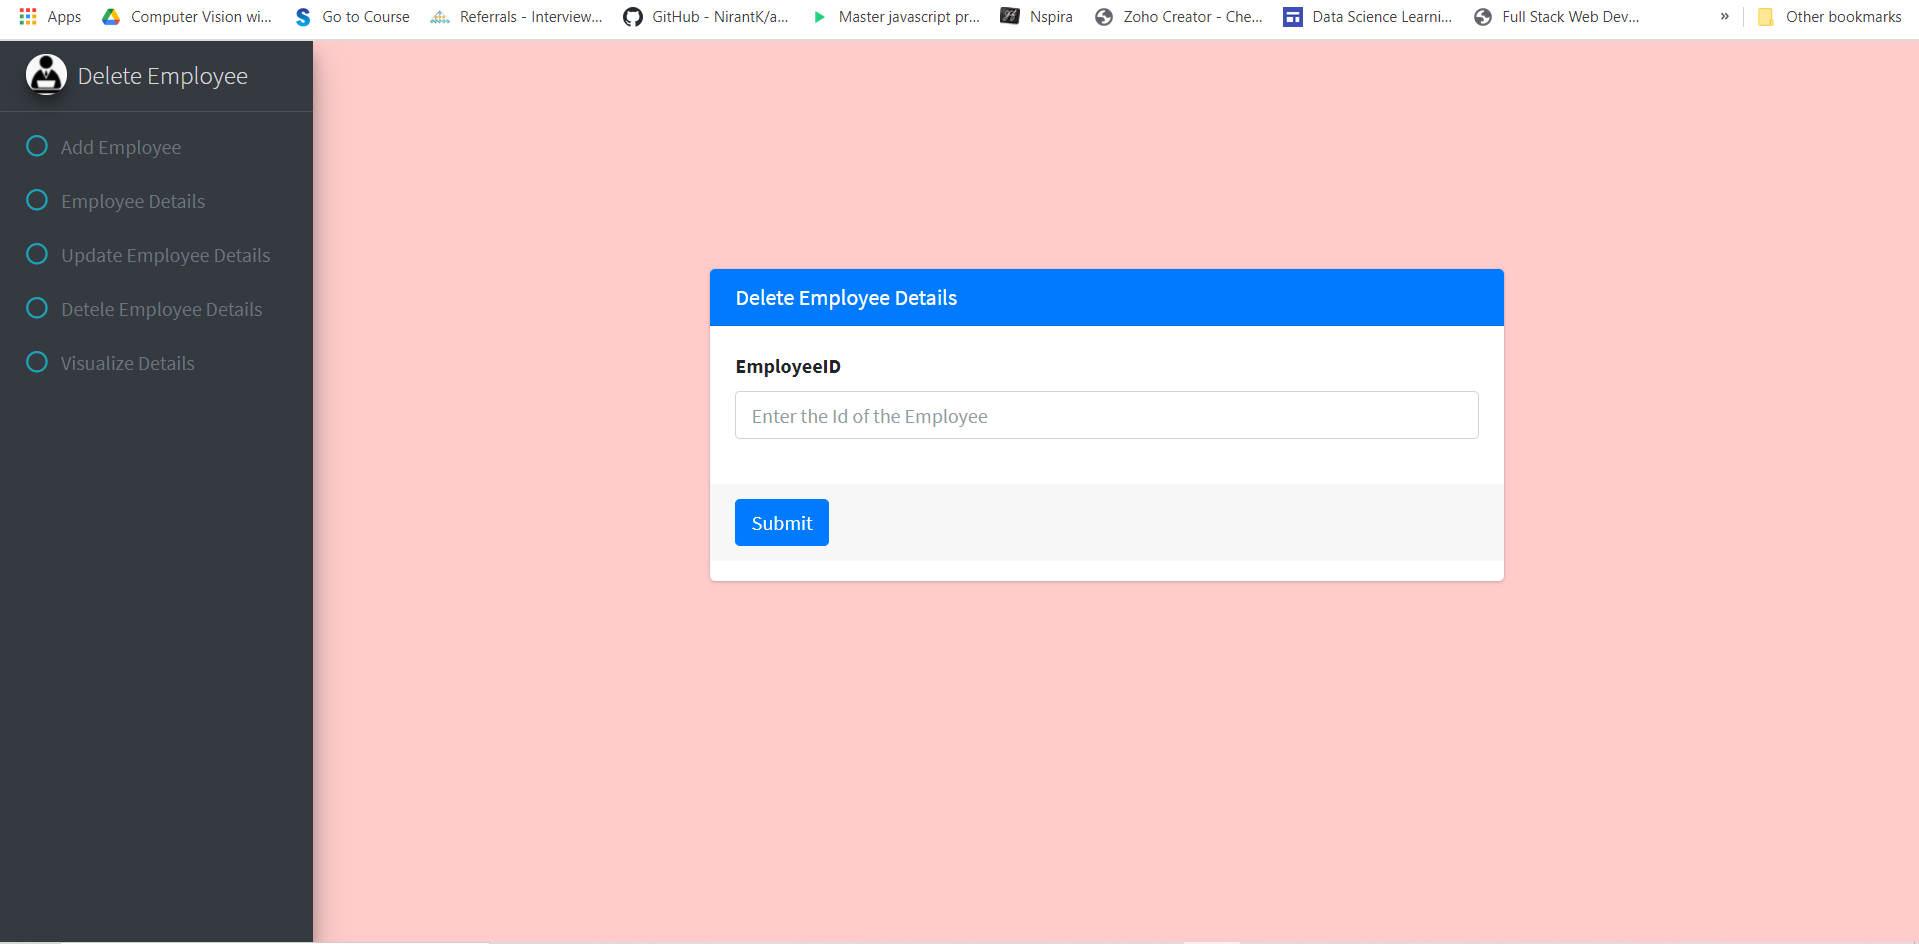 Apps Computer Vision wi... Go to Course Referrals - Interview... GitHub - NirantK/a... Master javascript pr... Nspira Zoho Creator - Che... Data Science Learni... Full Stack Web Dev... » Other bookmarks
Delete Employee
Add Employee
Employee Details
Update Employee Details
Detele Employee Details
Visualize Details
Delete Employee Details
EmployeeID
Enter the Id of the Employee
Submit